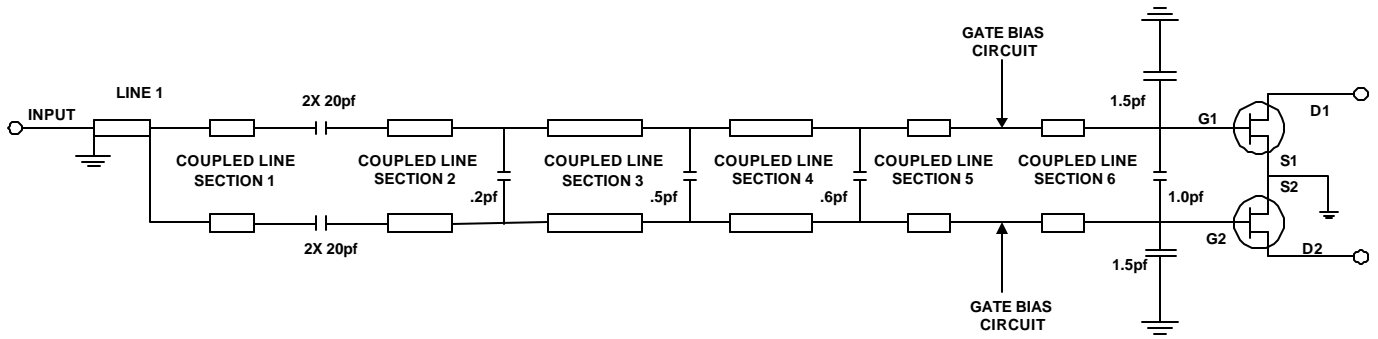 GATE BIAS
CIRCUIT
LINE 1
2X 20pf
1.5pf
INPUT
G1
D1
COUPLED LINE
SECTION 1
COUPLED LINE
SECTION 2
COUPLED LINE
SECTION 3
COUPLED LINE
SECTION 4
COUPLED LINE
SECTION 5
COUPLED LINE
SECTION 6
S1
S2
.2pf
.5pf
.6pf
1.0pf
2X 20pf
G2
D2
1.5pf
GATE BIAS
CIRCUIT